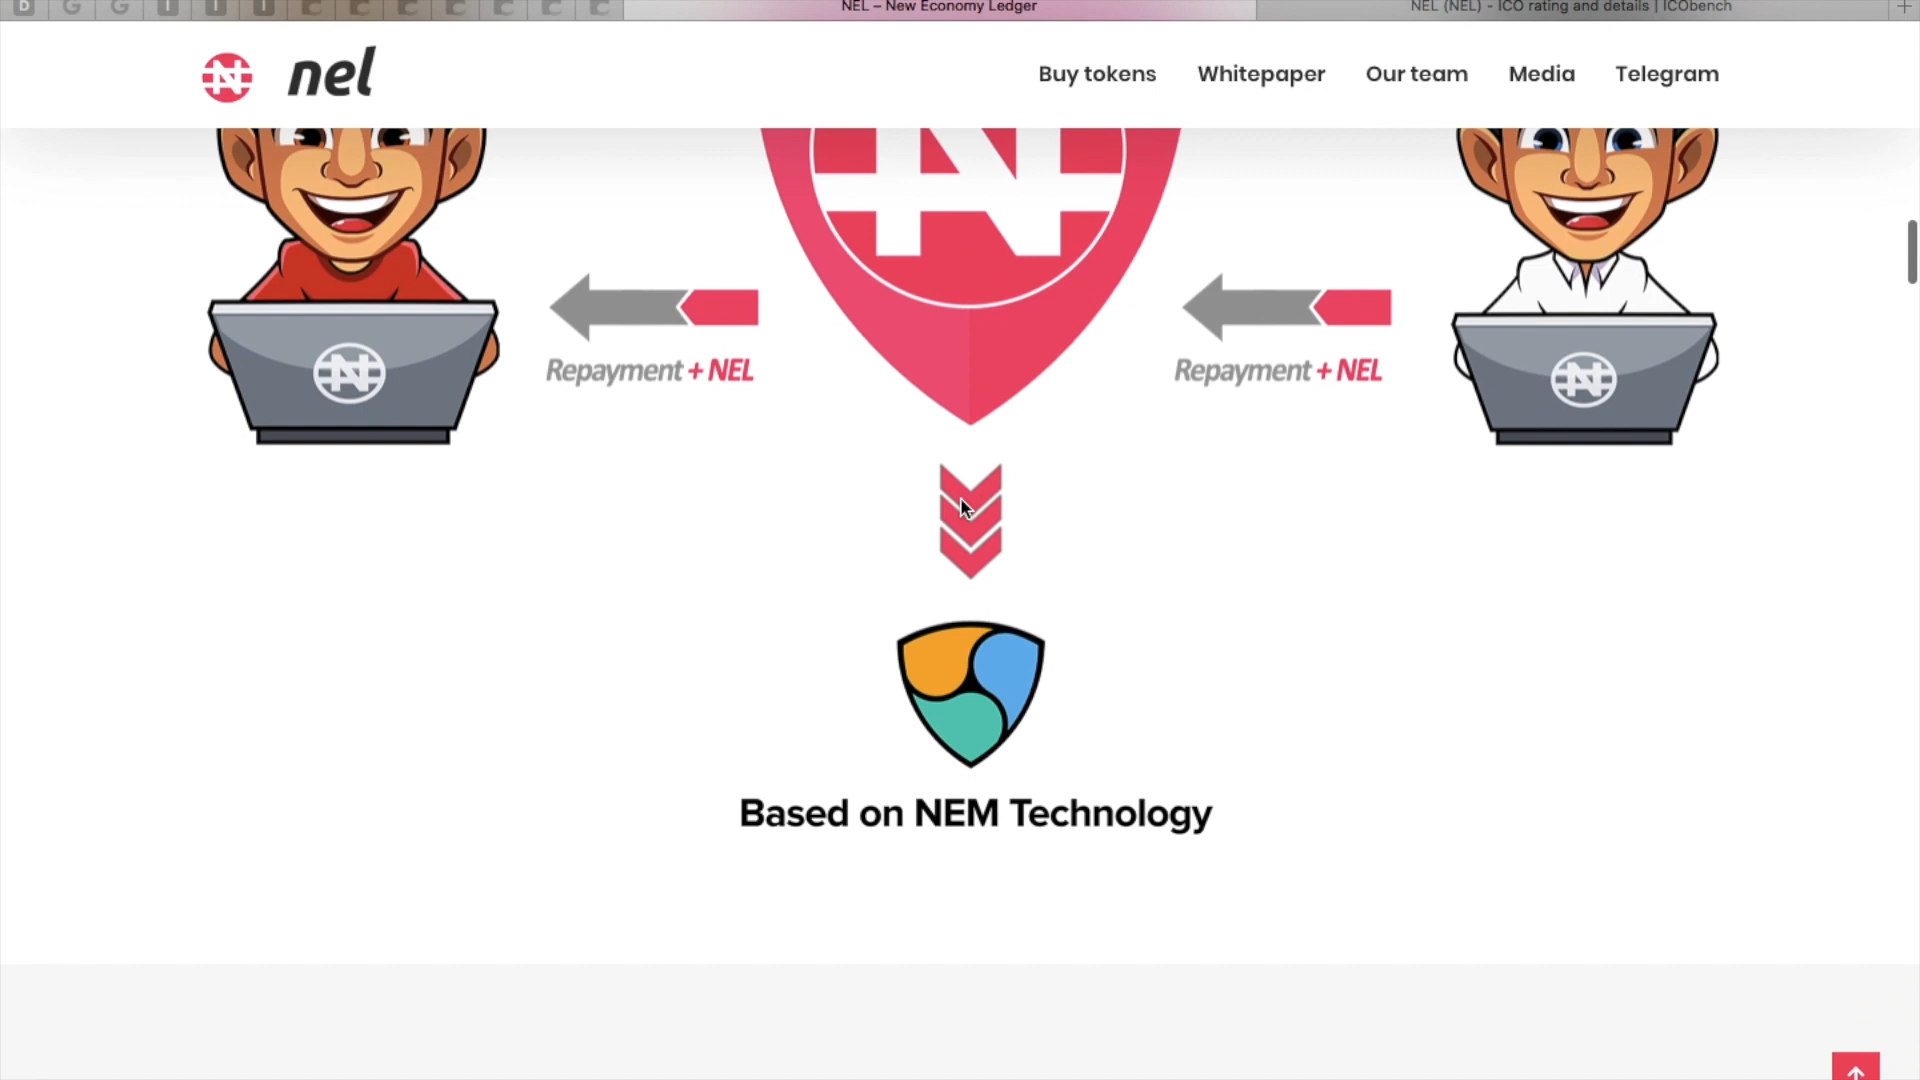 NEL – New Economy Ledger
NEL (NEL) - ICO rating and details | ICObench
nel
Buy tokens
Whitepaper
Our team
Media
Telegram
Repayment + NEL
Repayment + NEL
Based on NEM Technology